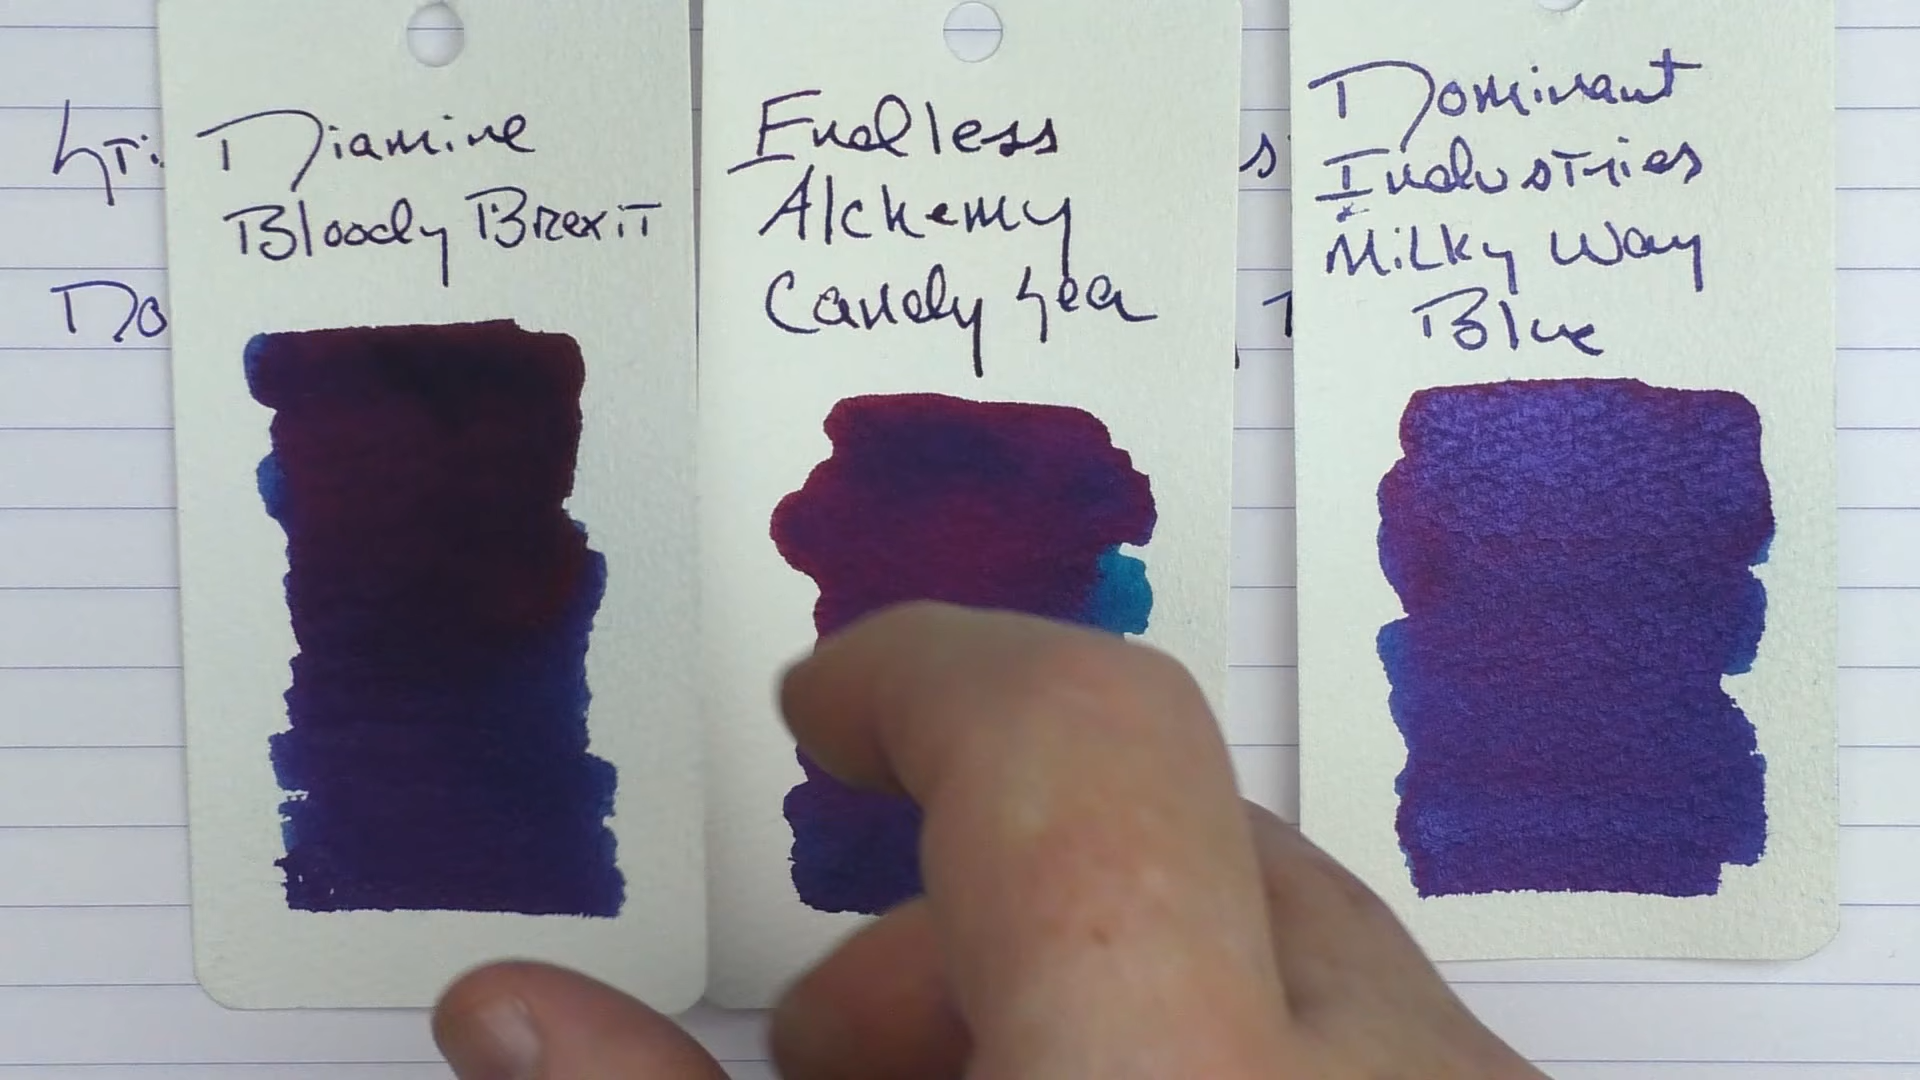 Diamine
Bloody Brexit
Endless
Alchemy
Candy Sea
Dominant
Industries
Milky Way
Blue